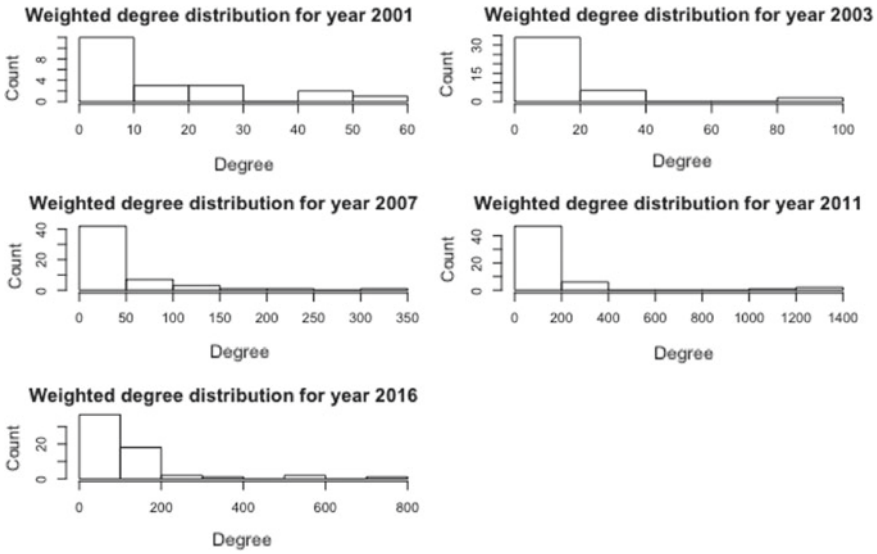 Weighted degree distribution for year 2001
Count
0 4 8
0 10 20 30 40 50 60
Degree
Weighted degree distribution for year 2003
Count
0 15 30
0 20 40 60 80 100
Degree
Weighted degree distribution for year 2007
Count
0 20 40
0 50 100 150 200 250 300 350
Degree
Weighted degree distribution for year 2011
Count
0 20 40
0 200 400 600 800 1000 1200 1400
Degree
Weighted degree distribution for year 2016
Count
0 20
0 200 400 600 800
Degree